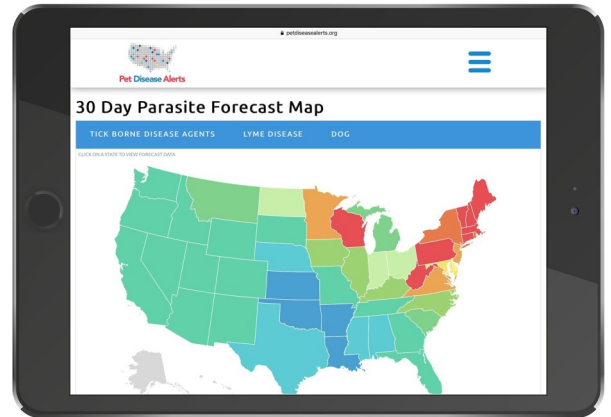 petdiseasealerts.org
Pet Disease Alerts
30 Day Parasite Forecast Map
TICK BORNE DISEASE AGENTS LYME DISEASE DOG
CLICK ON A STATE TO VIEW FORECAST DATA